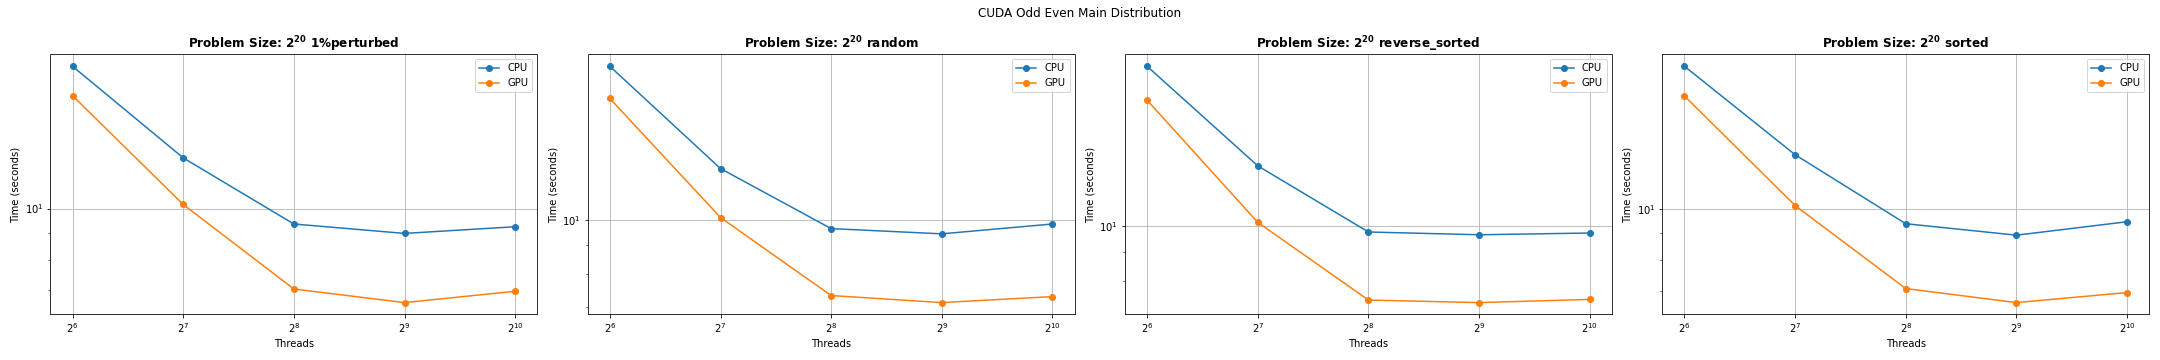 CUDA Odd Even Main Distribution
Problem Size: 2^20 1%perturbed
CPU
GPU
Time (seconds)
10^1
2^6 2^7 2^8 2^9 2^10
Threads
Problem Size: 2^20 random
CPU
GPU
Time (seconds)
10^1
2^6 2^7 2^8 2^9 2^10
Threads
Problem Size: 2^20 reverse_sorted
CPU
GPU
Time (seconds)
10^1
2^6 2^7 2^8 2^9 2^10
Threads
Problem Size: 2^20 sorted
CPU
GPU
Time (seconds)
10^1
2^6 2^7 2^8 2^9 2^10
Threads